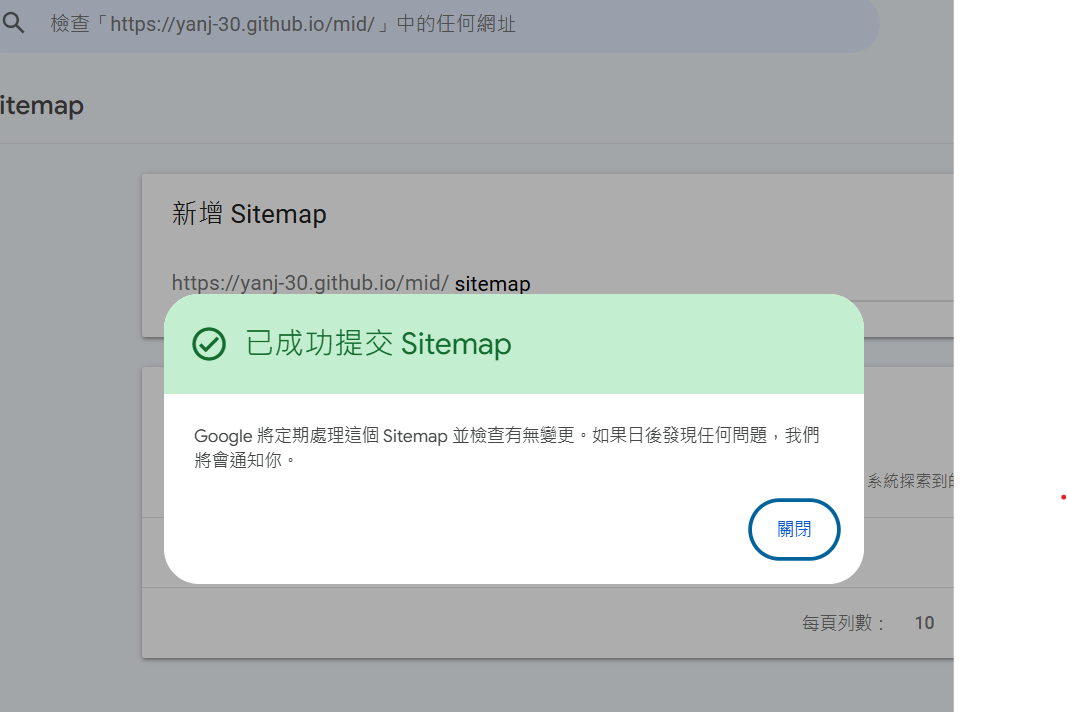 檢查「https://yanj-30.github.io/mid/」中的任何網址
itemap
新增 Sitemap
https://yanj-30.github.io/mid/ sitemap
已成功提交 Sitemap
Google 將定期處理這個 Sitemap 並檢查有無變更。如果日後發現任何問題，我們
將會通知你。
系統探索到
關閉
每頁列數： 10